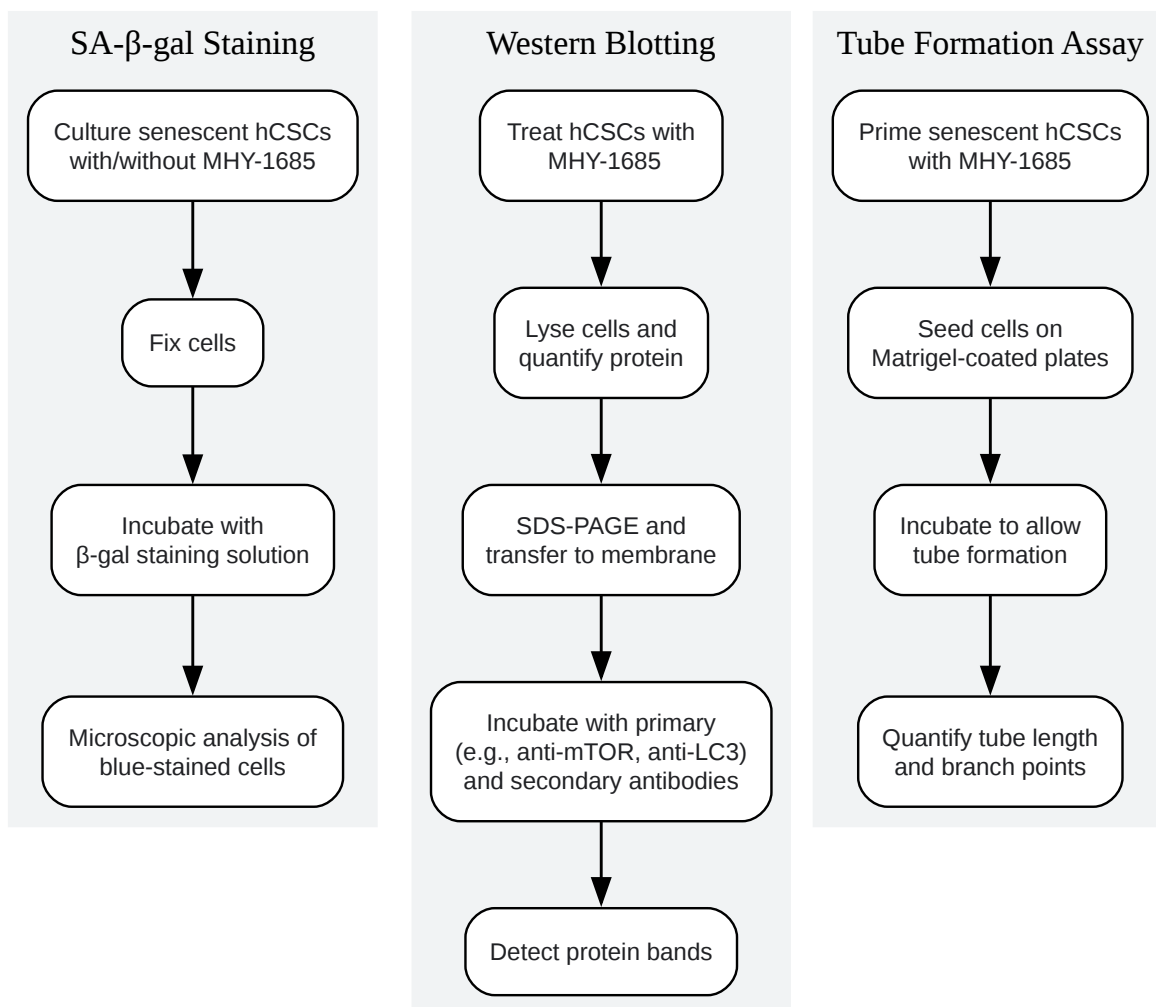 SA-β-gal Staining
Culture senescent hCSCs
with/without MHY-1685
Fix cells
Incubate with
β-gal staining solution
Microscopic analysis of
blue-stained cells
Western Blotting
Treat hCSCs with
MHY-1685
Lyse cells and
quantify protein
SDS-PAGE and
transfer to membrane
Incubate with primary
(e.g., anti-mTOR, anti-LC3)
and secondary antibodies
Detect protein bands
Tube Formation Assay
Prime senescent hCSCs
with MHY-1685
Seed cells on
Matrigel-coated plates
Incubate to allow
tube formation
Quantify tube length
and branch points